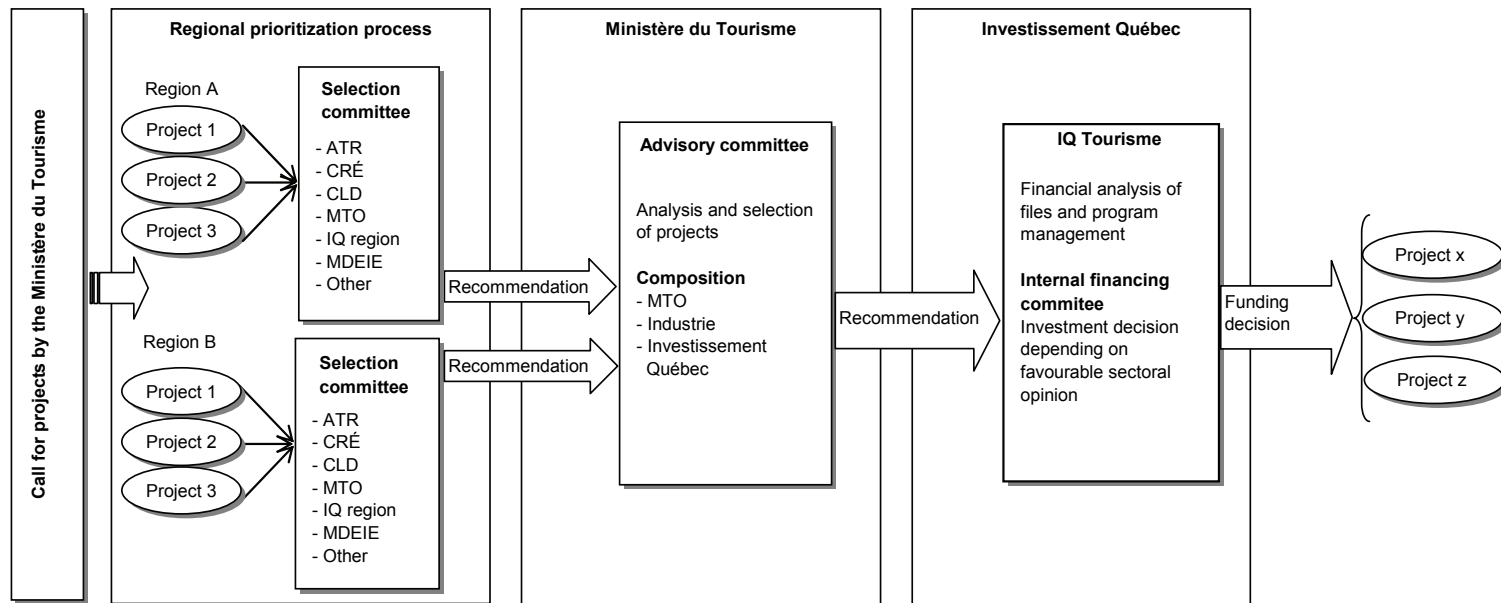 Call for projects by the Ministère du Tourisme
Regional prioritization process
Region A
Project 1
Project 2
Project 3
Selection
committee
- ATR
- CRÉ
- CLD
- MTO
- IQ region
- MDEIE
- Other
Recommendation
Region B
Project 1
Project 2
Project 3
Selection
committee
- ATR
- CRÉ
- CLD
- MTO
- IQ region
- MDEIE
- Other
Recommendation
Ministère du Tourisme
Advisory committee
Analysis and selection
of projects
Composition
- MTO
- Industrie
- Investissement
Québec
Recommendation
Investissement Québec
IQ Tourisme
Financial analysis of
files and program
management
Internal financing
commitee
Investment decision
depending on
favourable sectoral
opinion
Funding
decision
Project x
Project y
Project z